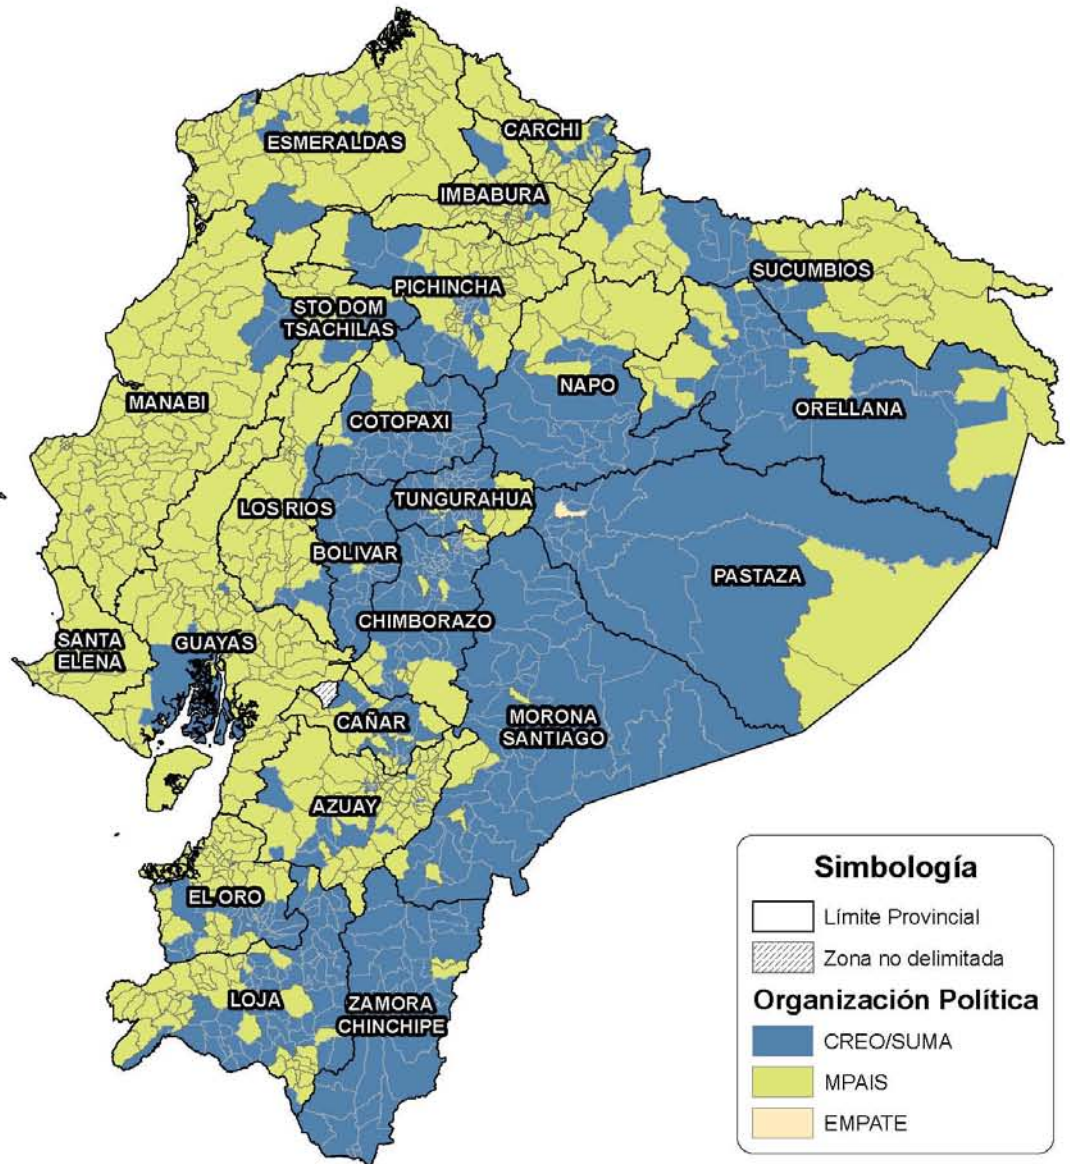 CARCHI
ESMERALDAS
IMBABURA
SUCUMBIOS
PICHINCHA
STO DOM
TSACHILAS
NAPO
MANABI
ORELLANA
COTOPAXI
TUNGURAHUA
LOS RIOS
BOLIVAR
PASTAZA
CHIMBORAZO
SANTA
ELENA
GUAYAS
MORONA
SANTIAGO
CAÑAR
AZUAY
EL ORO
LOJA
ZAMORA
CHINCHIPE
Simbología
Límite Provincial
Zona no delimitada
Organización Política
CREO/SUMA
MPAIS
EMPATE